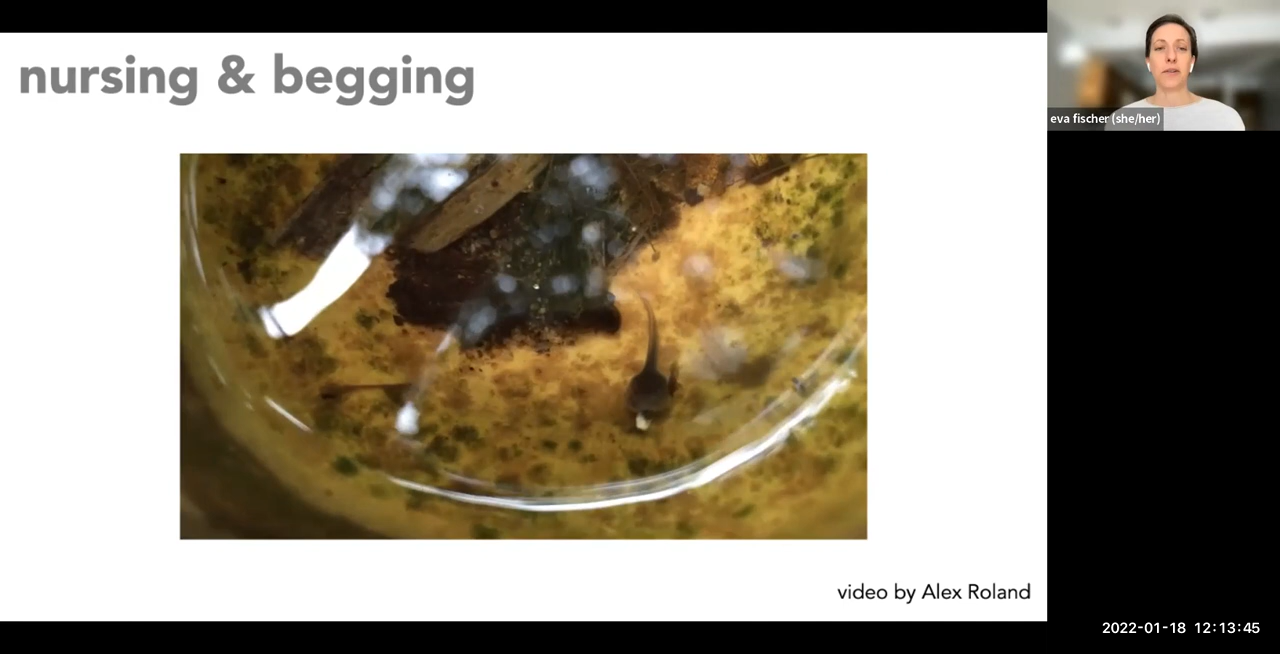 nursing & begging
eva fischer (she/her)
video by Alex Roland
2022-01-18 12:13:45